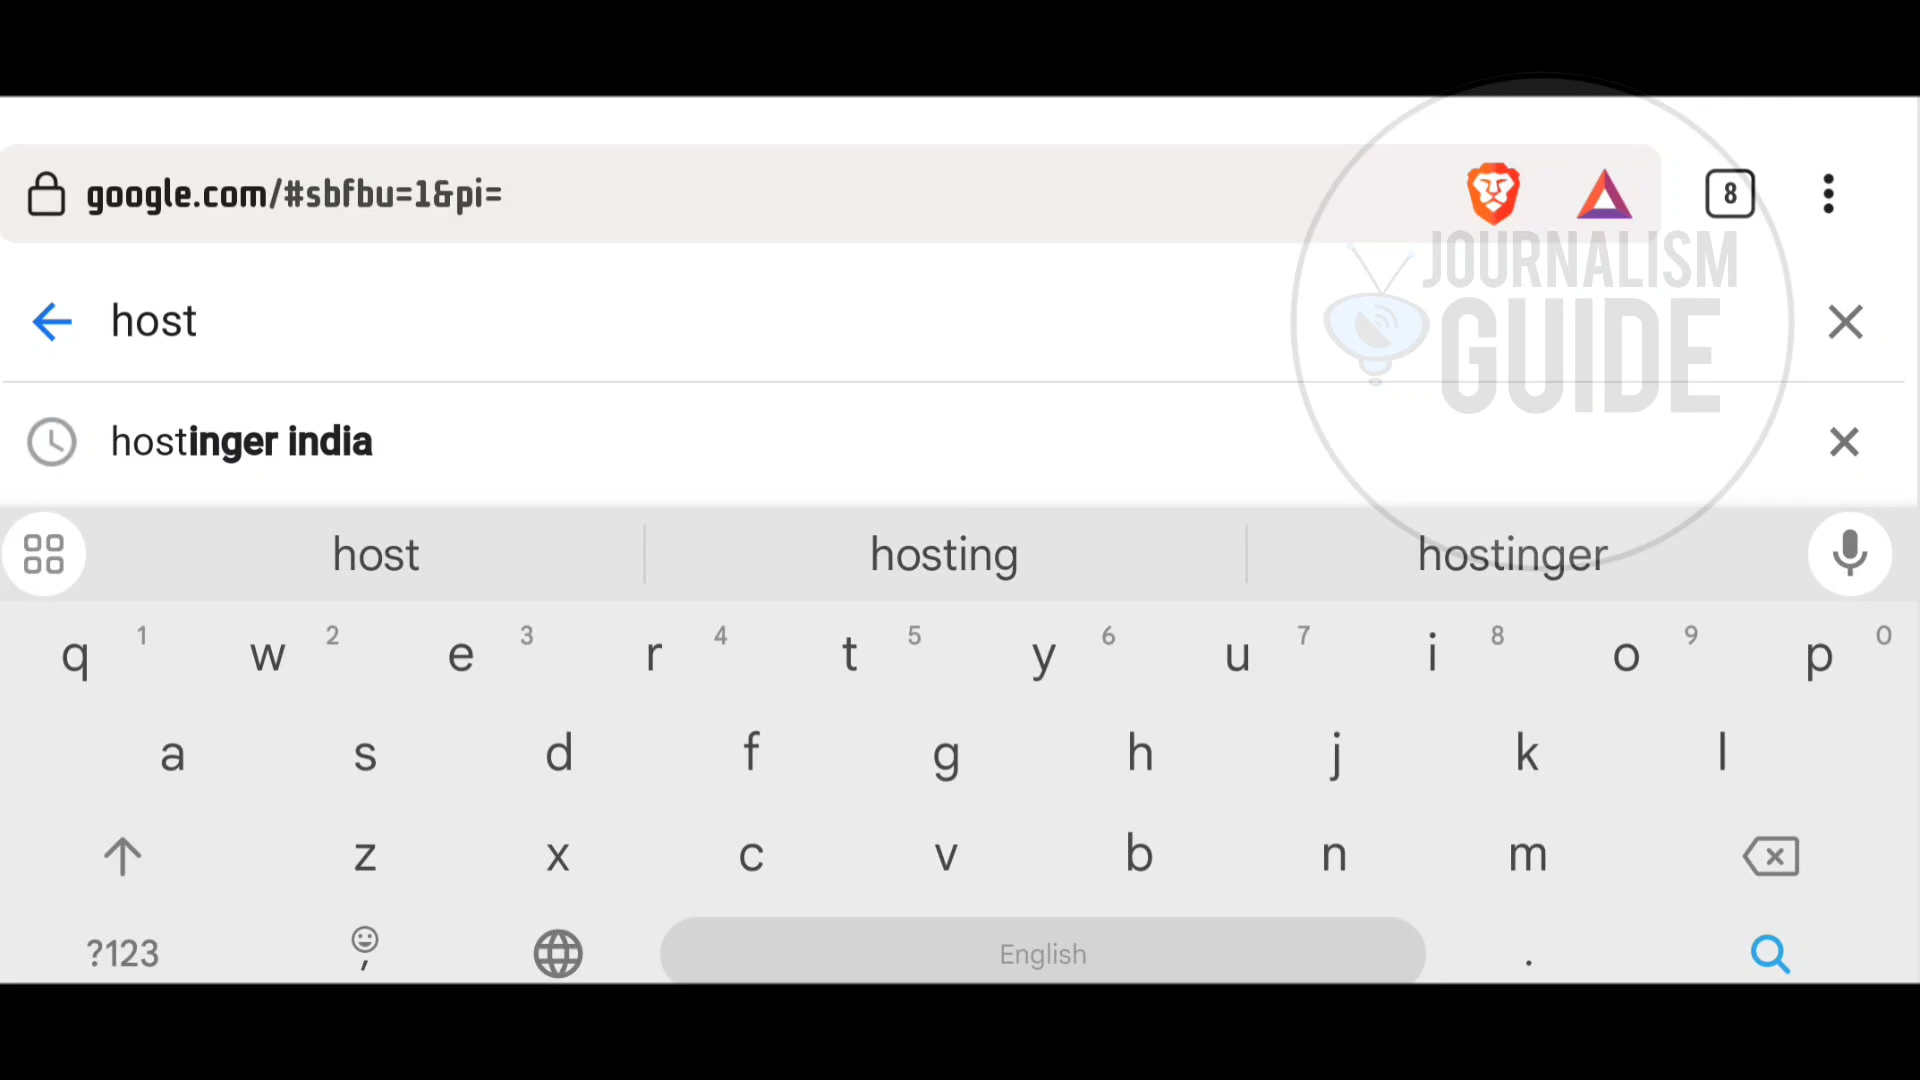 google.com/#sbfbu=1&pi=
8
JOURNALISM
GUIDE
host
hostinger india
host hosting hostinger
q 1 w 2 e 3 r 4 t 5 y 6 u 7 i 8 o 9 p 0
a s d f g h j k l
z x c v b n m
?123 , English .